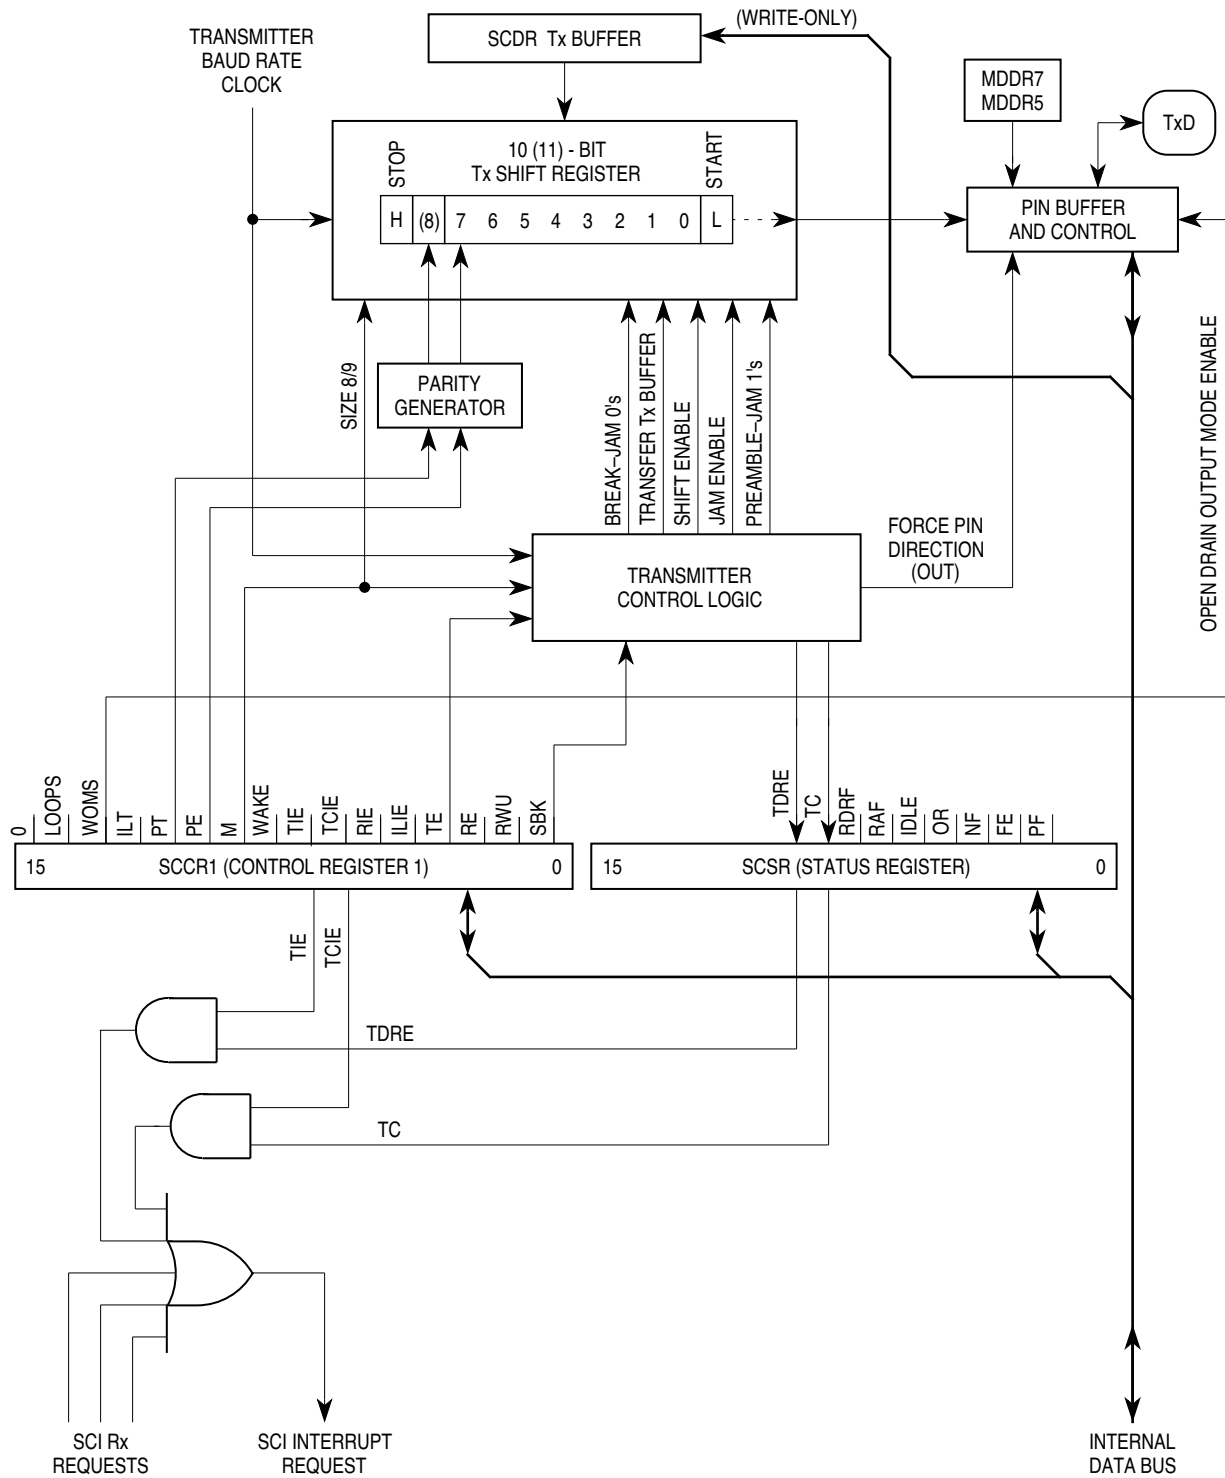 (WRITE-ONLY)
TRANSMITTER
BAUD RATE
CLOCK
SCDR Tx BUFFER
MDDR7
MDDR5
TxD
STOP
10 (11) - BIT
Tx SHIFT REGISTER
START
H (8) 7 6 5 4 3 2 1 0 L
PIN BUFFER
AND CONTROL
OPEN DRAIN OUTPUT MODE ENABLE
SIZE 8/9
PARITY
GENERATOR
BREAK–JAM 0's
TRANSFER Tx BUFFER
SHIFT ENABLE
JAM ENABLE
PREAMBLE–JAM 1's
FORCE PIN
DIRECTION
(OUT)
TRANSMITTER
CONTROL LOGIC
0
LOOPS
WOMS
ILT
PT
PE
M
WAKE
TIE
TCIE
RIE
ILIE
TE
RE
RWU
SBK
TDRE
TC
RDRF
RAF
IDLE
OR
NF
FE
PF
15 SCCR1 (CONTROL REGISTER 1) 0
15 SCSR (STATUS REGISTER) 0
TIE
TCIE
TDRE
TC
SCI Rx
REQUESTS
SCI INTERRUPT
REQUEST
INTERNAL
DATA BUS